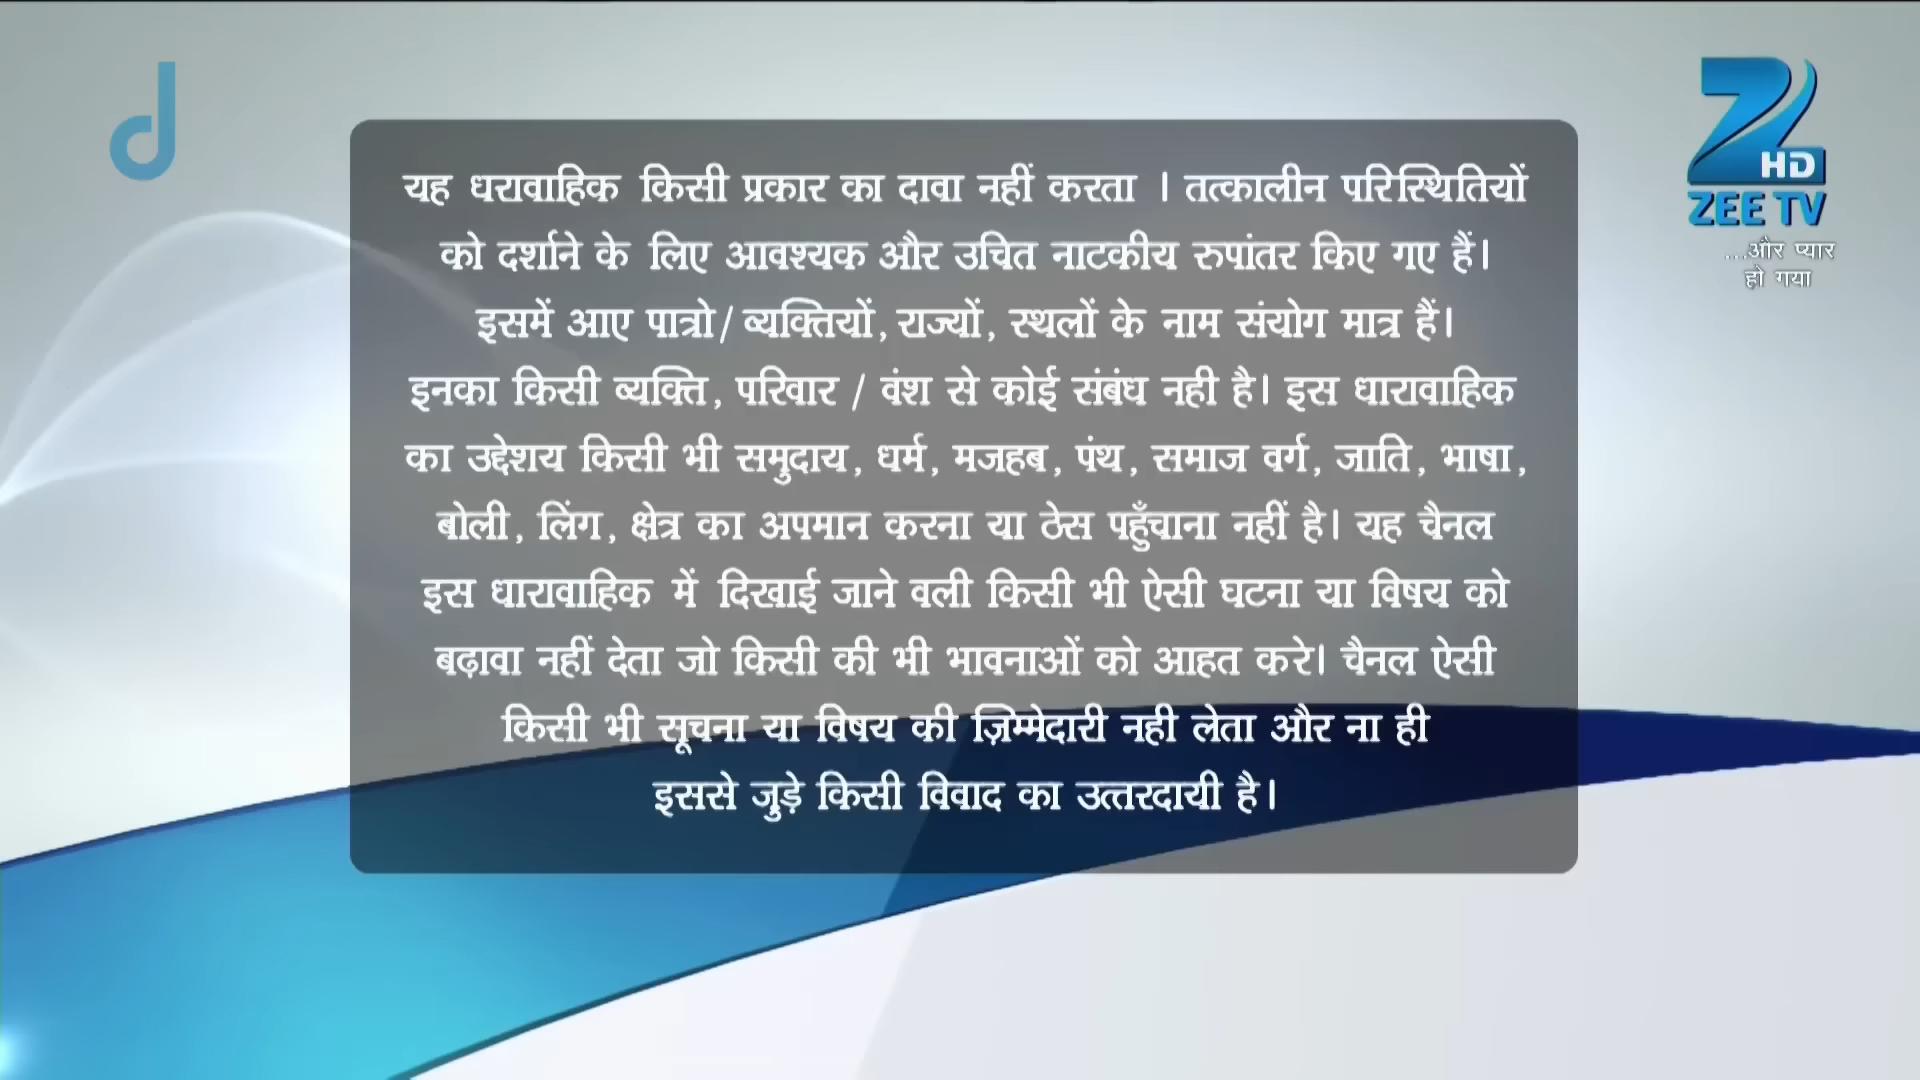 यह धरावाहिक किसी प्रकार का दावा नहीं करता । तत्कालीन परिस्थितियों
को दर्शाने के लिए आवश्यक और उचित नाटकीय रुपांतर किए गए हैं।
इसमें आए पात्रो/ व्यक्तियों, राज्यों, स्थलों के नाम संयोग मात्र हैं।
इनका किसी व्यक्ति, परिवार / वंश से कोई संबंध नही है। इस धारावाहिक
का उद्देशय किसी भी समुदाय, धर्म, मजहब, पंथ, समाज वर्ग, जाति, भाषा,
बोली, लिंग, क्षेत्र का अपमान करना या ठेस पहुँचाना नहीं है। यह चैनल
इस धारावाहिक में दिखाई जाने वली किसी भी ऐसी घटना या विषय को
बढ़ावा नहीं देता जो किसी की भी भावनाओं को आहत करे। चैनल ऐसी
किसी भी सूचना या विषय की ज़िम्मेदारी नही लेता और ना ही
इससे जुड़े किसी विवाद का उत्तरदायी है।
HD
ZEE TV
...और प्यार
हो गया